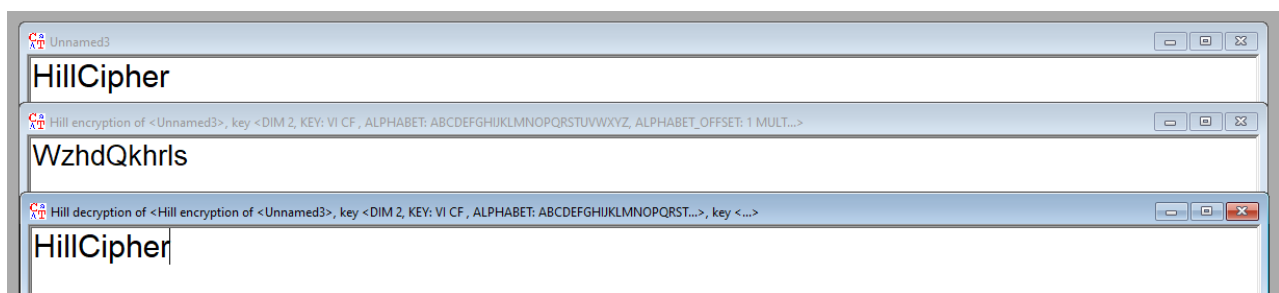 Unnamed3
HillCipher
Hill encryption of <Unnamed3>, key <DIM 2, KEY: VI CF , ALPHABET: ABCDEFGHIJKLMNOPQRSTUVWXYZ, ALPHABET_OFFSET: 1 MULT...>
WzhdQkhrls
Hill decryption of <Hill encryption of <Unnamed3>, key <DIM 2, KEY: VI CF , ALPHABET: ABCDEFGHIJKLMNOPQRST...>, key <...>
HillCipher